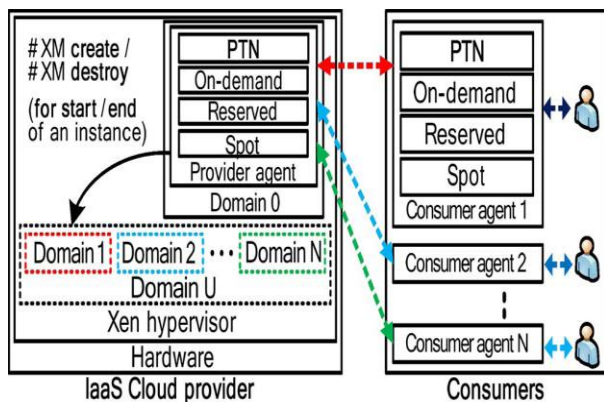 # XM create /
# XM destroy
(for start / end
of an instance)
PTN
On-demand
Reserved
Spot
Provider agent
Domain 0
Domain 1
Domain 2
...
Domain N
Domain U
Xen hypervisor
Hardware
IaaS Cloud provider
PTN
On-demand
Reserved
Spot
Consumer agent 1
Consumer agent 2
Consumer agent N
Consumers